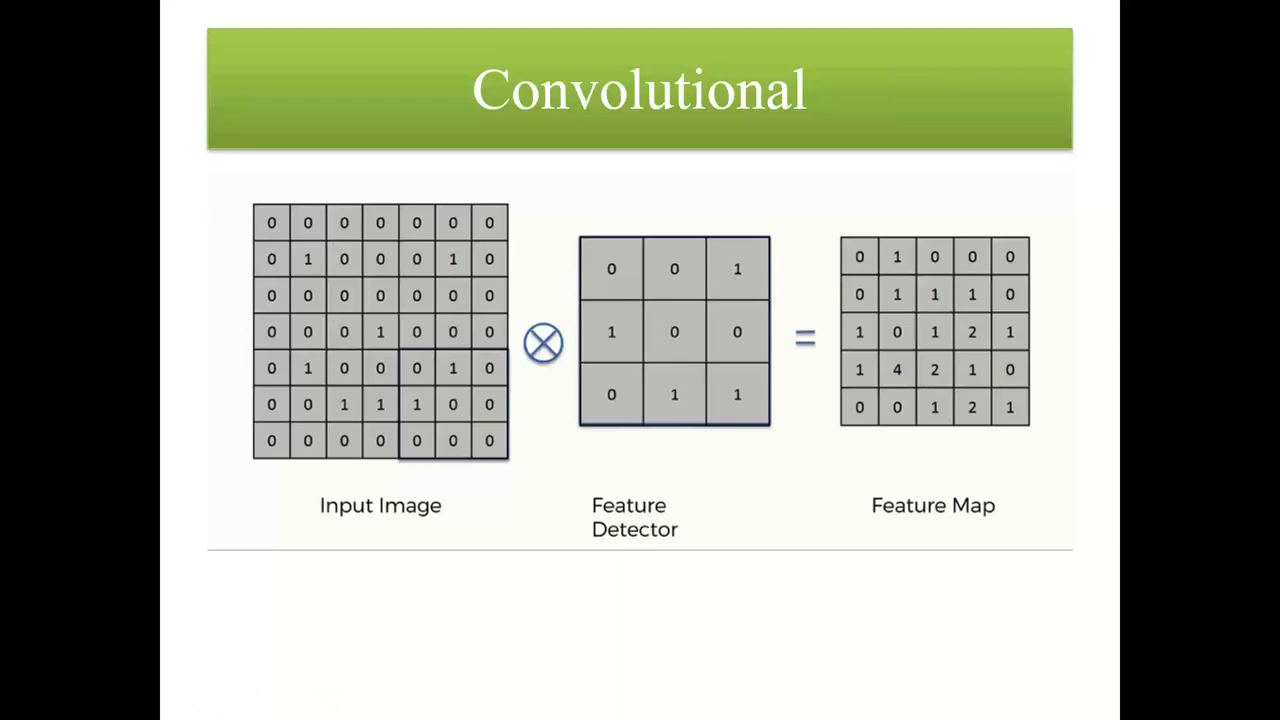 Convolutional
0 0 0 0 0 0 0
0 1 0 0 0 1 0
0 0 0 0 0 0 0
0 0 0 1 0 0 0
0 1 0 0 0 1 0
0 0 1 1 1 0 0
0 0 0 0 0 0 0
0 0 1
1 0 0
0 1 1
=
0 1 0 0 0
0 1 1 1 0
1 0 1 2 1
1 4 2 1 0
0 0 1 2 1
Input Image
Feature
Detector
Feature Map